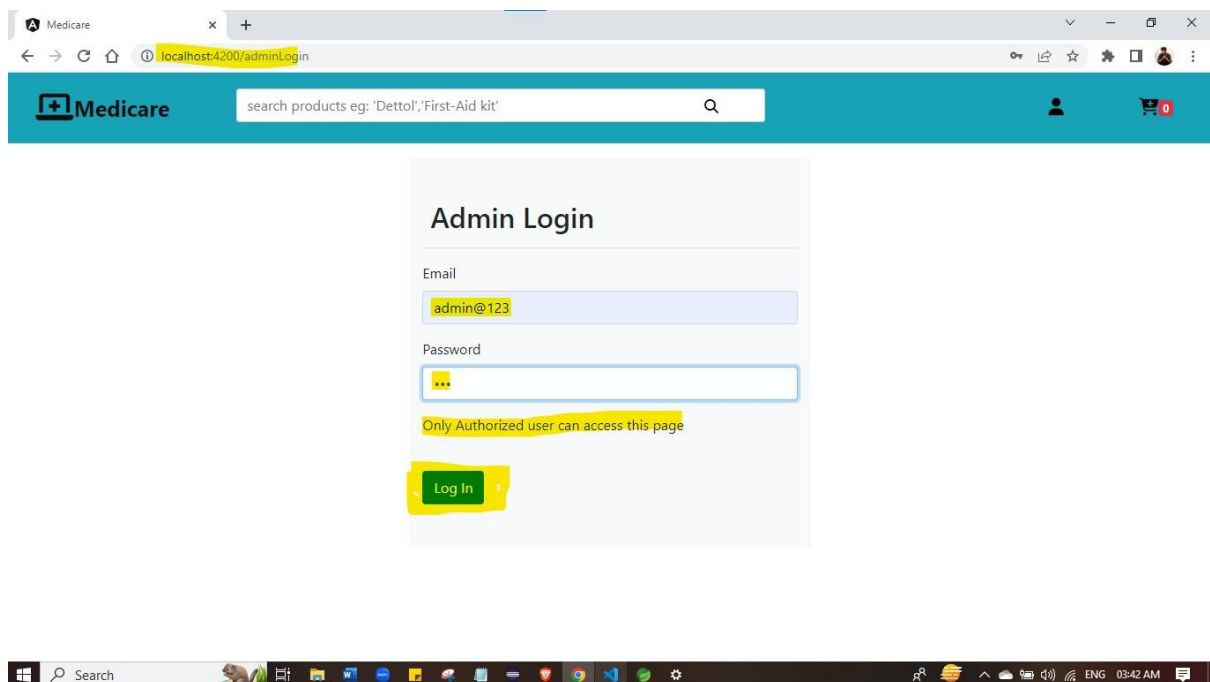 Medicare
localhost:4200/adminLogin
Medicare
search products eg: 'Dettol','First-Aid kit'
0
Admin Login
Email
admin@123
Password
•••
Only Authorized user can access this page
Log In
Search
ENG 03:42 AM